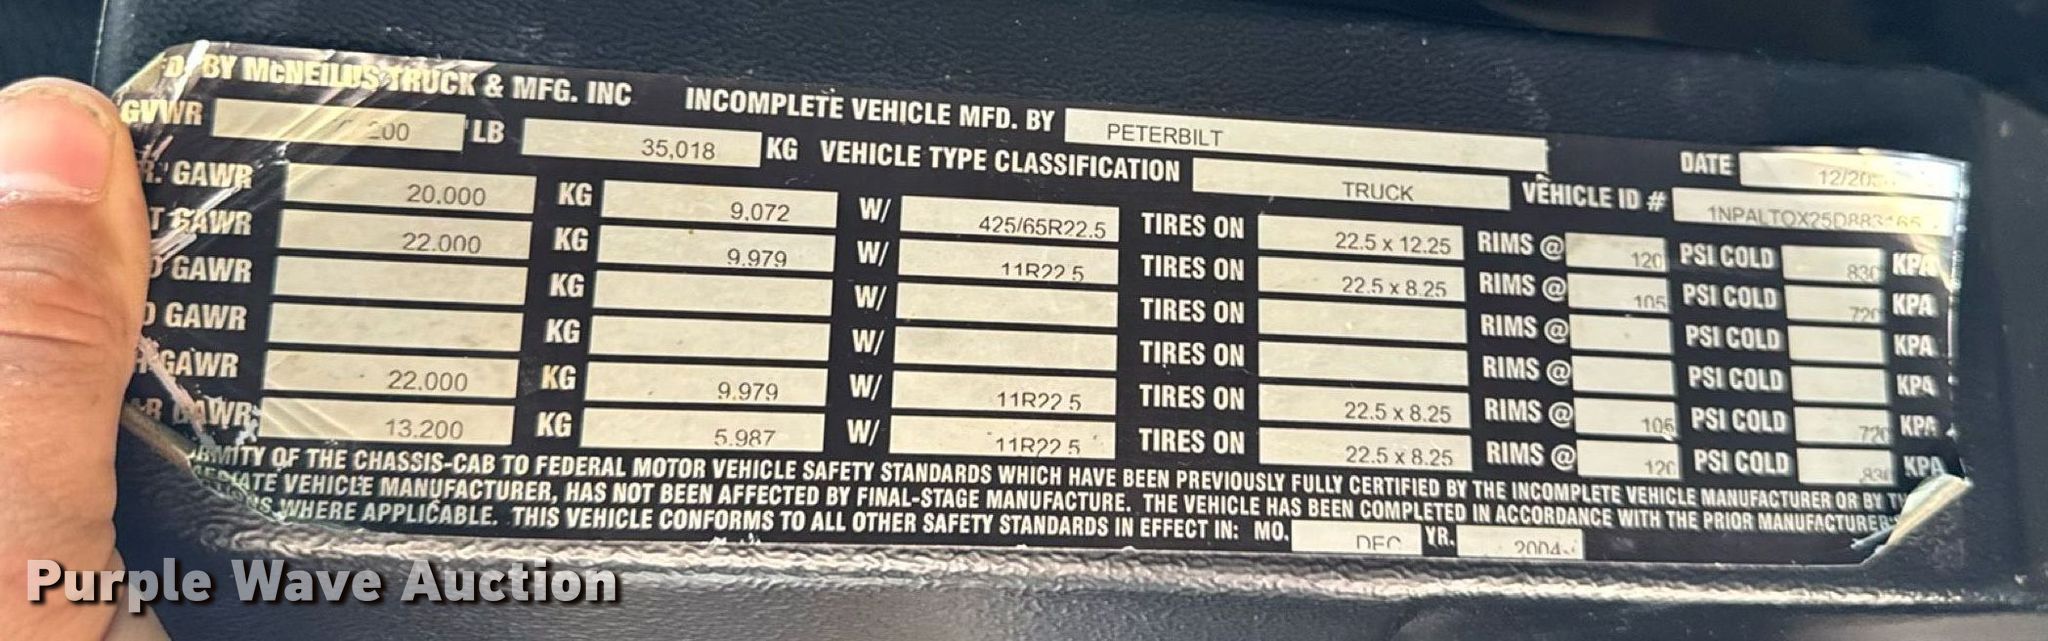 BY McNEILUS TRUCK & MFG. INC INCOMPLETE VEHICLE MFD. BY PETERBILT DATE
GVWR LB 35,018 KG VEHICLE TYPE CLASSIFICATION TRUCK VEHICLE ID #
GAWR 20.000 KG 9.072 W/ 425/65R22.5 TIRES ON 22.5 x 12.25 RIMS @ 120 PSI COLD 830 KPA
GAWR 22.000 KG 9.979 W/ 11R22 5 TIRES ON 22.5 x 8.25 RIMS @ 105 PSI COLD 720 KPA
GAWR KG W/ TIRES ON RIMS @ PSI COLD KPA
GAWR KG W/ TIRES ON RIMS @ PSI COLD KPA
GAWR 22.000 KG 9.979 W/ 11R22 5 TIRES ON 22.5 x 8.25 RIMS @ 105 PSI COLD 720 KPA
GAWR 13.200 KG 5.987 W/ 11R22 5 TIRES ON 22.5 x 8.25 RIMS @ 120 PSI COLD 830 KPA
OF THE CHASSIS-CAB TO FEDERAL MOTOR VEHICLE SAFETY STANDARDS WHICH HAVE BEEN PREVIOUSLY FULLY CERTIFIED BY THE INCOMPLETE VEHICLE MANUFACTURER OR BY
VEHICLE MANUFACTURER, HAS NOT BEEN AFFECTED BY FINAL-STAGE MANUFACTURE. THE VEHICLE HAS BEEN COMPLETED IN ACCORDANCE WITH THE PRIOR MANUFACTURER'S
WHERE APPLICABLE. THIS VEHICLE CONFORMS TO ALL OTHER SAFETY STANDARDS IN EFFECT IN: MO. DEC YR. 2004
Purple Wave Auction